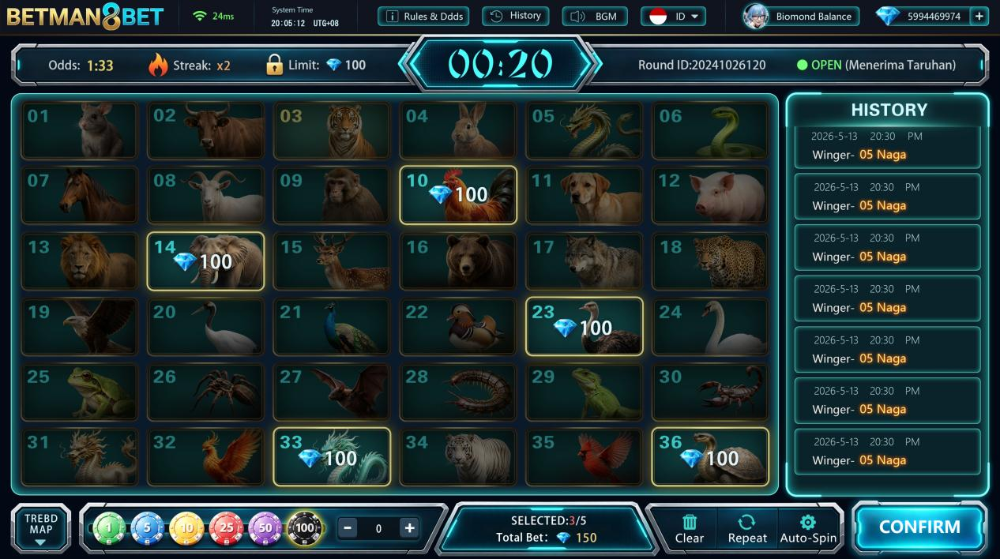 BETMAN8BET
24ms
System Time
20:05:12 UTG+08
Rules & Ddds
History
BGM
ID
Biomond Balance
5994469974 +
Odds: 1:33
Streak: x2
Limit: 100
00:20
Round ID:20241026120
OPEN (Menerima Taruhan)
01 02 03 04 05 06
07 08 09 10 100 11 12
13 14 100 15 16 17 18
19 20 21 22 23 100 24
25 26 27 28 29 30
31 32 33 100 34 35 36 100
HISTORY
2026-5-13 20:30 PM
Winger- 05 Naga
2026-5-13 20:30 PM
Winger- 05 Naga
2026-5-13 20:30 PM
Winger- 05 Naga
2026-5-13 20:30 PM
Winger- 05 Naga
2026-5-13 20:30 PM
Winger- 05 Naga
2026-5-13 20:30 PM
Winger- 05 Naga
2026-5-13 20:30 PM
Winger- 05 Naga
TREBD
MAP
1 5 10 25 50 100
- 0 +
SELECTED:3/5
Total Bet: 150
Clear
Repeat
Auto-Spin
CONFIRM